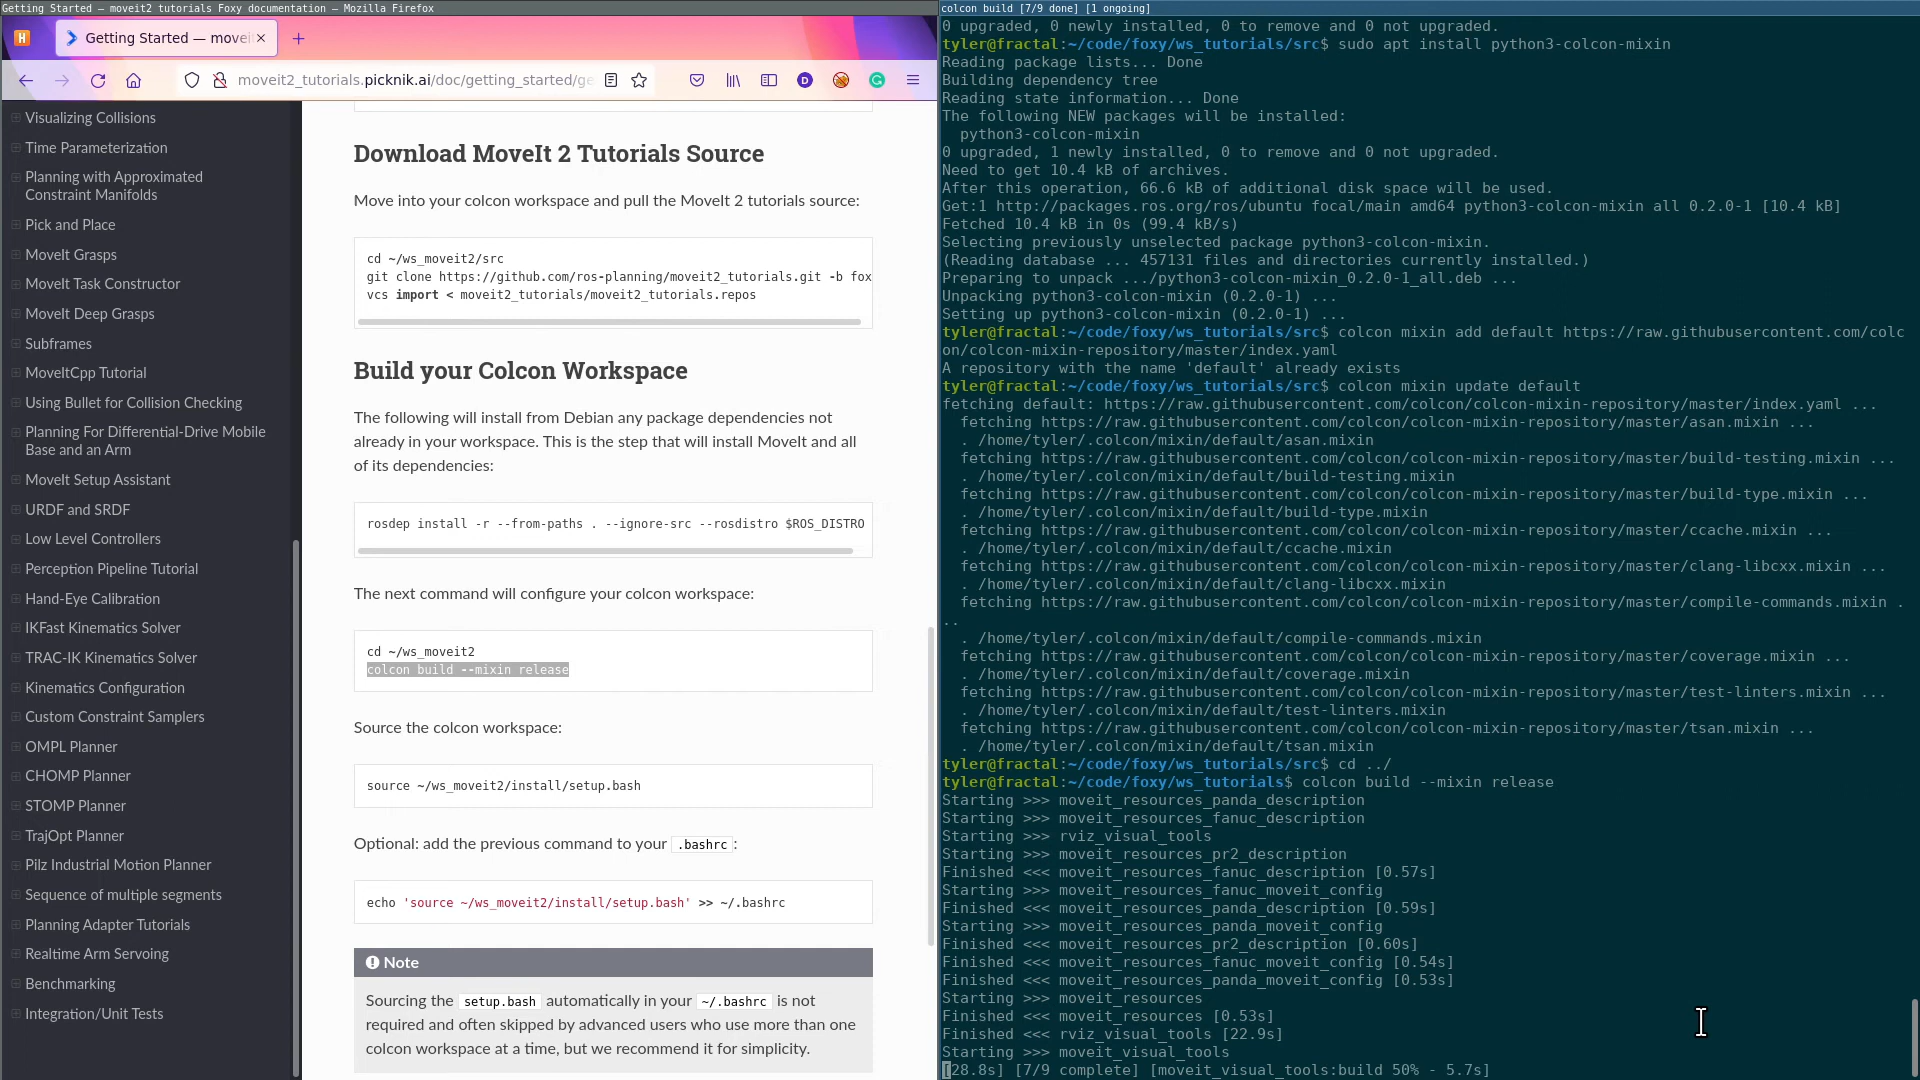 Getting Started — moveit2 tutorials Foxy documentation — Mozilla Firefox
H
Getting Started — movei
moveit2_tutorials.picknik.ai/doc/getting_started/ge
D
G
Visualizing Collisions
Time Parameterization
Planning with Approximated
Constraint Manifolds
Pick and Place
MoveIt Grasps
MoveIt Task Constructor
MoveIt Deep Grasps
Subframes
MoveItCpp Tutorial
Using Bullet for Collision Checking
Planning For Differential-Drive Mobile
Base and an Arm
MoveIt Setup Assistant
URDF and SRDF
Low Level Controllers
Perception Pipeline Tutorial
Hand-Eye Calibration
IKFast Kinematics Solver
TRAC-IK Kinematics Solver
Kinematics Configuration
Custom Constraint Samplers
OMPL Planner
CHOMP Planner
STOMP Planner
TrajOpt Planner
Pilz Industrial Motion Planner
Sequence of multiple segments
Planning Adapter Tutorials
Realtime Arm Servoing
Benchmarking
Integration/Unit Tests
Download MoveIt 2 Tutorials Source
Move into your colcon workspace and pull the MoveIt 2 tutorials source:
cd ~/ws_moveit2/src
git clone https://github.com/ros-planning/moveit2_tutorials.git -b fox
vcs import < moveit2_tutorials/moveit2_tutorials.repos
Build your Colcon Workspace
The following will install from Debian any package dependencies not
already in your workspace. This is the step that will install MoveIt and all
of its dependencies:
rosdep install -r --from-paths . --ignore-src --rosdistro $ROS_DISTRO
The next command will configure your colcon workspace:
cd ~/ws_moveit2
colcon build --mixin release
Source the colcon workspace:
source ~/ws_moveit2/install/setup.bash
Optional: add the previous command to your .bashrc:
echo 'source ~/ws_moveit2/install/setup.bash' >> ~/.bashrc
Note
Sourcing the setup.bash automatically in your ~/.bashrc is not
required and often skipped by advanced users who use more than one
colcon workspace at a time, but we recommend it for simplicity.
colcon build [7/9 done] [1 ongoing]
0 upgraded, 0 newly installed, 0 to remove and 0 not upgraded.
tyler@fractal:~/code/foxy/ws_tutorials/src$ sudo apt install python3-colcon-mixin
Reading package lists... Done
Building dependency tree
Reading state information... Done
The following NEW packages will be installed:
python3-colcon-mixin
0 upgraded, 1 newly installed, 0 to remove and 0 not upgraded.
Need to get 10.4 kB of archives.
After this operation, 66.6 kB of additional disk space will be used.
Get:1 http://packages.ros.org/ros/ubuntu focal/main amd64 python3-colcon-mixin all 0.2.0-1 [10.4 kB]
Fetched 10.4 kB in 0s (99.4 kB/s)
Selecting previously unselected package python3-colcon-mixin.
(Reading database ... 457131 files and directories currently installed.)
Preparing to unpack .../python3-colcon-mixin_0.2.0-1_all.deb ...
Unpacking python3-colcon-mixin (0.2.0-1) ...
Setting up python3-colcon-mixin (0.2.0-1) ...
tyler@fractal:~/code/foxy/ws_tutorials/src$ colcon mixin add default https://raw.githubusercontent.com/colc
on/colcon-mixin-repository/master/index.yaml
A repository with the name 'default' already exists
tyler@fractal:~/code/foxy/ws_tutorials/src$ colcon mixin update default
fetching default: https://raw.githubusercontent.com/colcon/colcon-mixin-repository/master/index.yaml ...
fetching https://raw.githubusercontent.com/colcon/colcon-mixin-repository/master/asan.mixin ...
. /home/tyler/.colcon/mixin/default/asan.mixin
fetching https://raw.githubusercontent.com/colcon/colcon-mixin-repository/master/build-testing.mixin ...
. /home/tyler/.colcon/mixin/default/build-testing.mixin
fetching https://raw.githubusercontent.com/colcon/colcon-mixin-repository/master/build-type.mixin ...
. /home/tyler/.colcon/mixin/default/build-type.mixin
fetching https://raw.githubusercontent.com/colcon/colcon-mixin-repository/master/ccache.mixin ...
. /home/tyler/.colcon/mixin/default/ccache.mixin
fetching https://raw.githubusercontent.com/colcon/colcon-mixin-repository/master/clang-libcxx.mixin ...
. /home/tyler/.colcon/mixin/default/clang-libcxx.mixin
fetching https://raw.githubusercontent.com/colcon/colcon-mixin-repository/master/compile-commands.mixin .
..
. /home/tyler/.colcon/mixin/default/compile-commands.mixin
fetching https://raw.githubusercontent.com/colcon/colcon-mixin-repository/master/coverage.mixin ...
. /home/tyler/.colcon/mixin/default/coverage.mixin
fetching https://raw.githubusercontent.com/colcon/colcon-mixin-repository/master/test-linters.mixin ...
. /home/tyler/.colcon/mixin/default/test-linters.mixin
fetching https://raw.githubusercontent.com/colcon/colcon-mixin-repository/master/tsan.mixin ...
. /home/tyler/.colcon/mixin/default/tsan.mixin
tyler@fractal:~/code/foxy/ws_tutorials/src$ cd ../
tyler@fractal:~/code/foxy/ws_tutorials$ colcon build --mixin release
Starting >>> moveit_resources_panda_description
Starting >>> moveit_resources_fanuc_description
Starting >>> rviz_visual_tools
Starting >>> moveit_resources_pr2_description
Finished <<< moveit_resources_fanuc_description [0.57s]
Starting >>> moveit_resources_fanuc_moveit_config
Finished <<< moveit_resources_panda_description [0.59s]
Starting >>> moveit_resources_panda_moveit_config
Finished <<< moveit_resources_pr2_description [0.60s]
Finished <<< moveit_resources_fanuc_moveit_config [0.54s]
Finished <<< moveit_resources_panda_moveit_config [0.53s]
Starting >>> moveit_resources
Finished <<< moveit_resources [0.53s]
Finished <<< rviz_visual_tools [22.9s]
Starting >>> moveit_visual_tools
[28.8s] [7/9 complete] [moveit_visual_tools:build 50% - 5.7s]